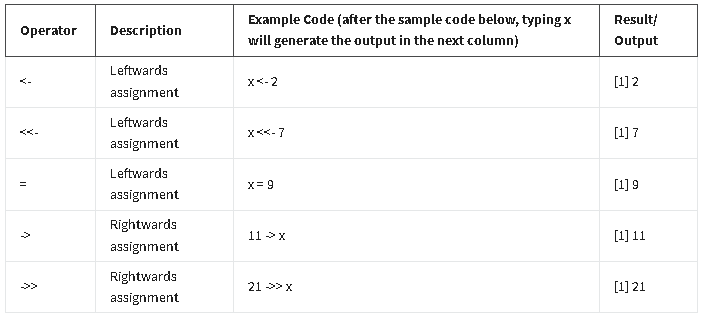 Operator Description Example Code (after the sample code below, typing x will generate the output in the next column) Result/ Output
<- Leftwards assignment x <- 2 [1] 2
<<- Leftwards assignment x <<- 7 [1] 7
= Leftwards assignment x = 9 [1] 9
-> Rightwards assignment 11 -> x [1] 11
->> Rightwards assignment 21 ->> x [1] 21